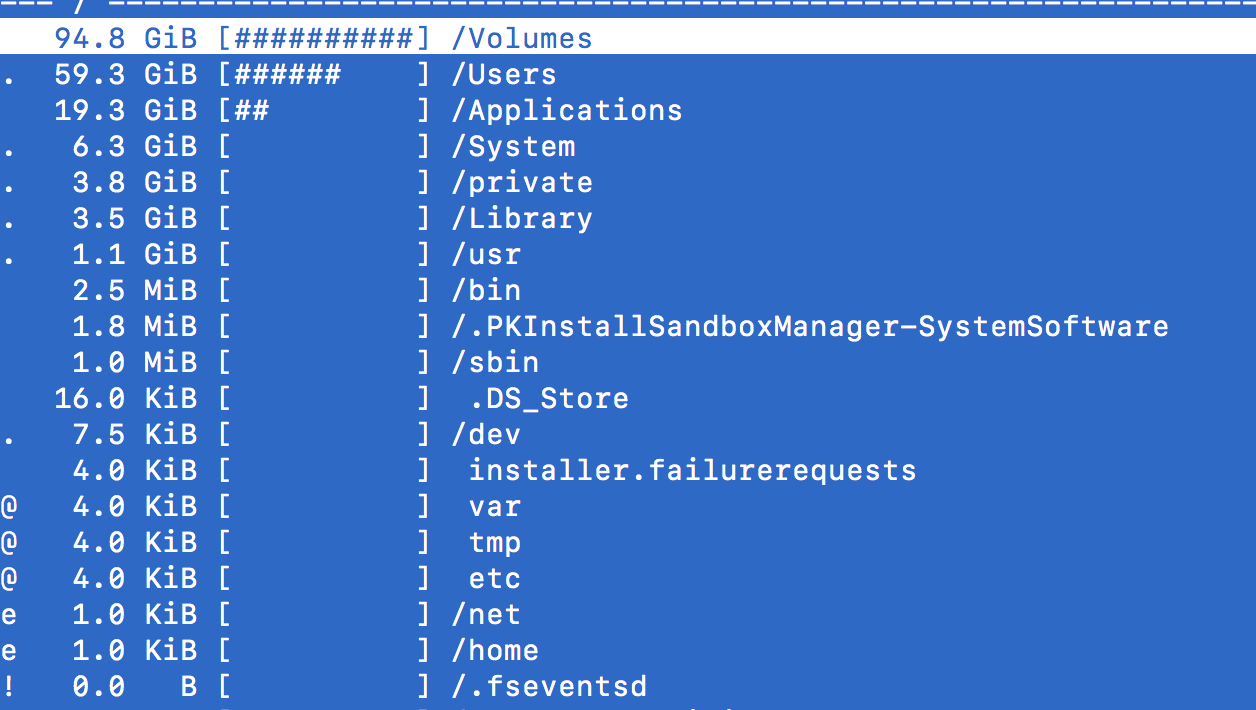 --- / ----------------------------------------------------------------
    94.8 GiB [##########] /Volumes
.   59.3 GiB [######    ] /Users
    19.3 GiB [##        ] /Applications
.    6.3 GiB [          ] /System
.    3.8 GiB [          ] /private
.    3.5 GiB [          ] /Library
.    1.1 GiB [          ] /usr
     2.5 MiB [          ] /bin
     1.8 MiB [          ] /.PKInstallSandboxManager-SystemSoftware
     1.0 MiB [          ] /sbin
    16.0 KiB [          ]  .DS_Store
.    7.5 KiB [          ] /dev
     4.0 KiB [          ]  installer.failurerequests
@    4.0 KiB [          ]  var
@    4.0 KiB [          ]  tmp
@    4.0 KiB [          ]  etc
e    1.0 KiB [          ] /net
e    1.0 KiB [          ] /home
!    0.0   B [          ] /.fseventsd